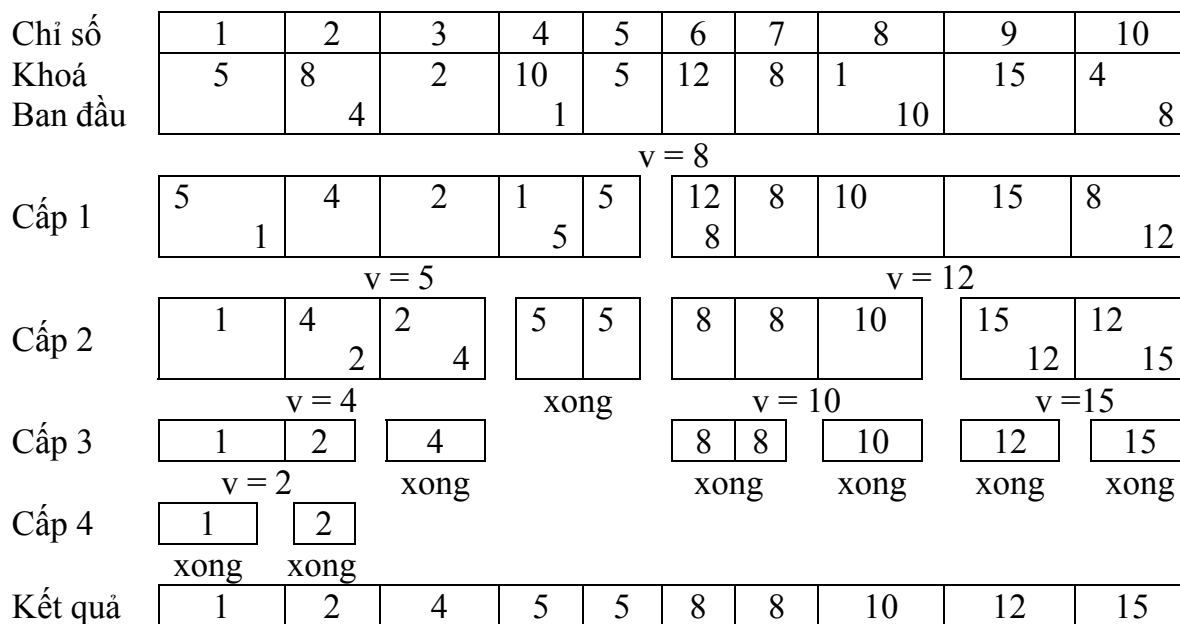 Chỉ số 1 2 3 4 5 6 7 8 9 10
Khoá 5 8 2 10 5 12 8 1 15 4
Ban đầu 4 1 10 8
v = 8
Cấp 1 5 4 2 1 5 12 8 10 15 8
1 5 8 12
v = 5 v = 12
Cấp 2 1 4 2 5 5 8 8 10 15 12
2 4 12 15
v = 4 xong v = 10 v =15
Cấp 3 1 2 4 8 8 10 12 15
v = 2 xong xong xong xong xong
Cấp 4 1 2
xong xong
Kết quả 1 2 4 5 5 8 8 10 12 15